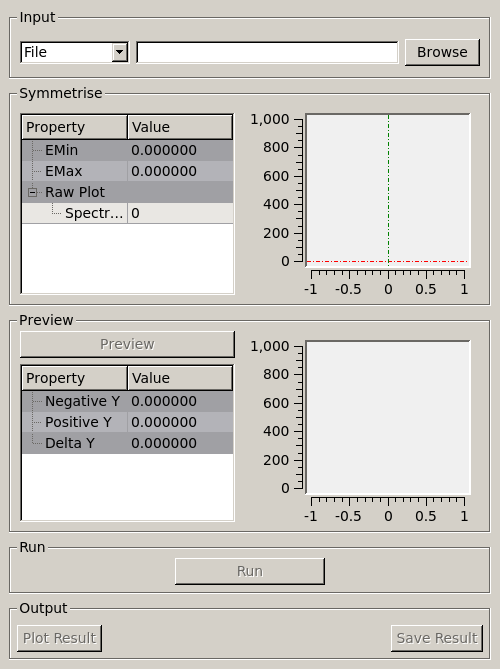 Input
File
Browse
Symmetrise
Property Value
EMin 0.000000
EMax 0.000000
Raw Plot
Spectr... 0
1,000
800
600
400
200
0
-1 -0.5 0 0.5 1
Preview
Preview
Property Value
Negative Y 0.000000
Positive Y 0.000000
Delta Y 0.000000
1,000
800
600
400
200
0
-1 -0.5 0 0.5 1
Run
Run
Output
Plot Result Save Result